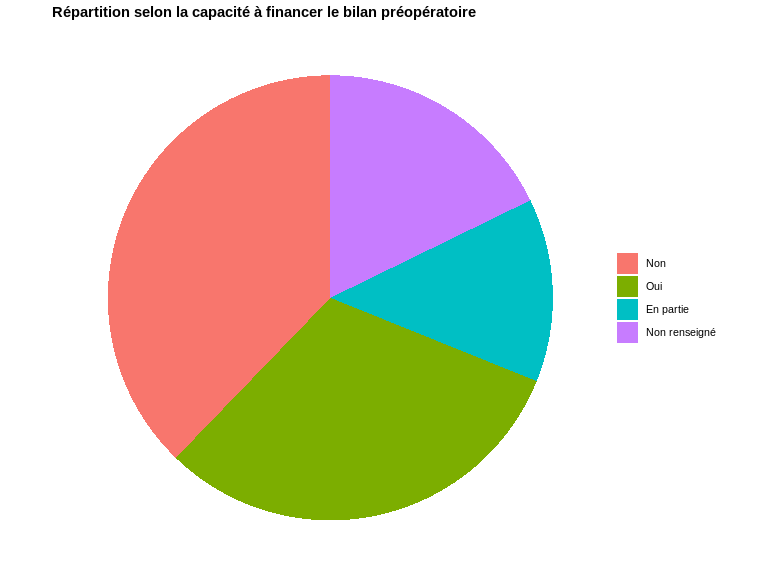 Répartition selon la capacité à financer le bilan préopératoire
Non
Oui
En partie
Non renseigné